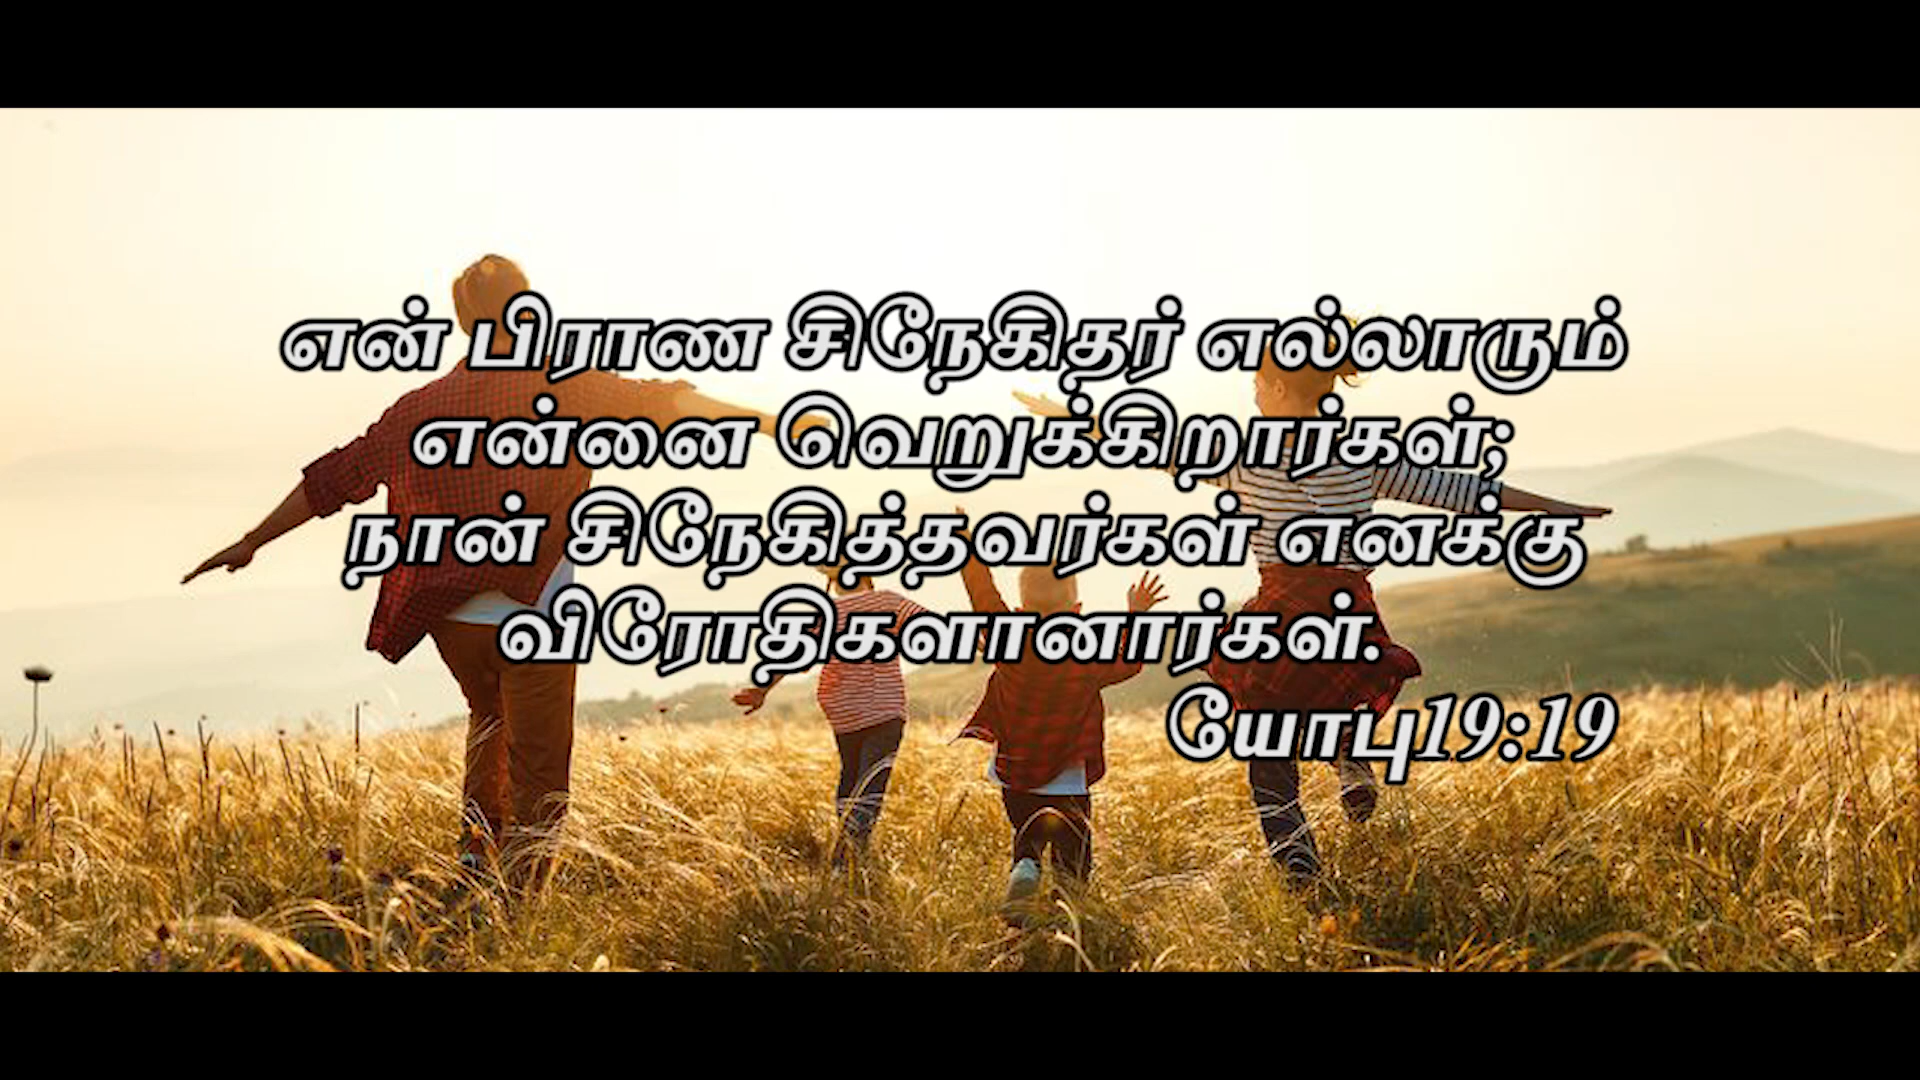 என் பிராண சிநேகிதர் எல்லாரும்
என்னை வெறுக்கிறார்கள்;
நான் சிநேகித்தவர்கள் எனக்கு
விரோதிகளானார்கள்.
யோபு19:19